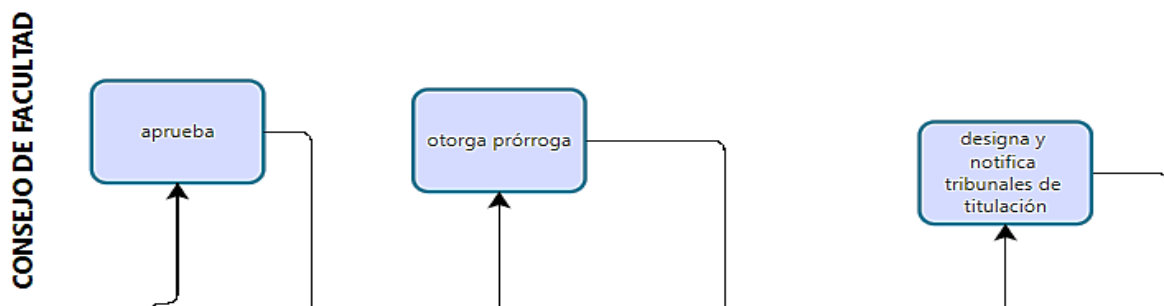 CONSEJO DE FACULTAD
aprueba
otorga prórroga
designa y
notifica
tribunales de
titulación